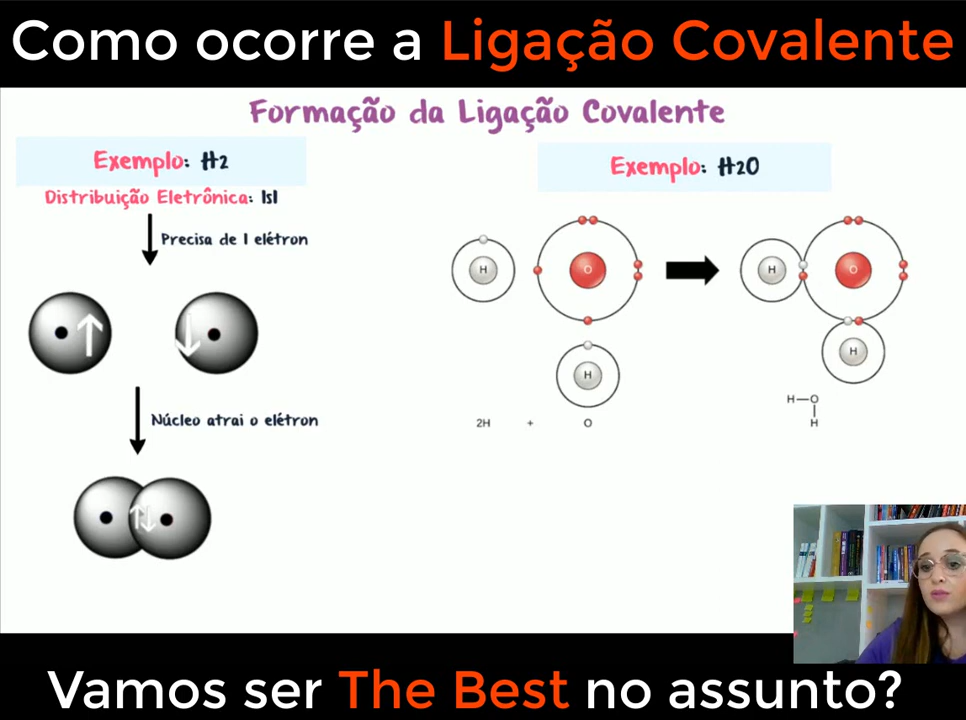 Como ocorre a Ligação Covalente
Formação da Ligação Covalente
Exemplo: H2
Distribuição Eletrônica: 1s1
Precisa de 1 elétron
Núcleo atrai o elétron
Exemplo: H2O
H
O
H
H
O
H
2H + O
H—O
H
Vamos ser The Best no assunto?